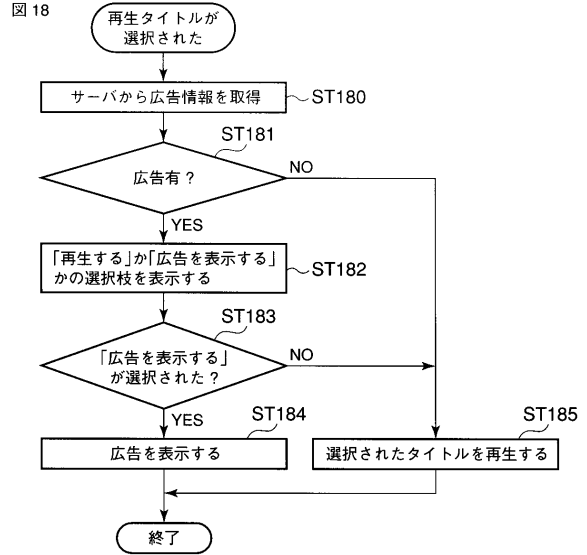 図 18
再生タイトルが
選択された
サーバから広告情報を取得
ST180
ST181
広告有？
NO
YES
「再生する」か「広告を表示する」
かの選択枝を表示する
ST182
ST183
「広告を表示する」
が選択された？
NO
YES
ST184
広告を表示する
ST185
選択されたタイトルを再生する
終了